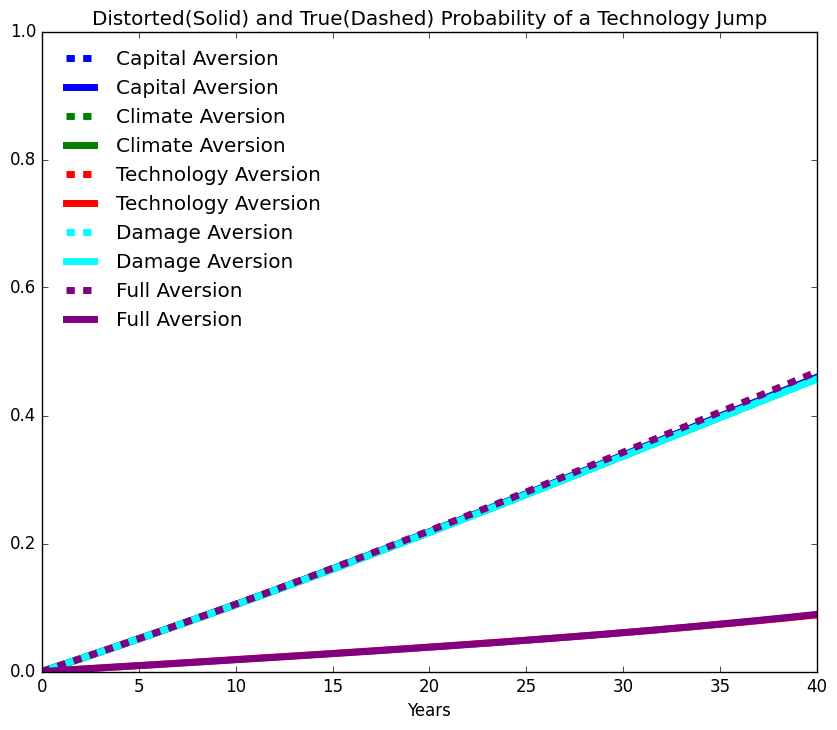 Distorted(Solid) and True(Dashed) Probability of a Technology Jump
1.0
Capital Aversion
Capital Aversion
Climate Aversion
Climate Aversion
Technology Aversion
Technology Aversion
Damage Aversion
Damage Aversion
Full Aversion
Full Aversion
0.8
0.6
0.4
0.2
0.0
0 5 10 15 20 25 30 35 40
Years